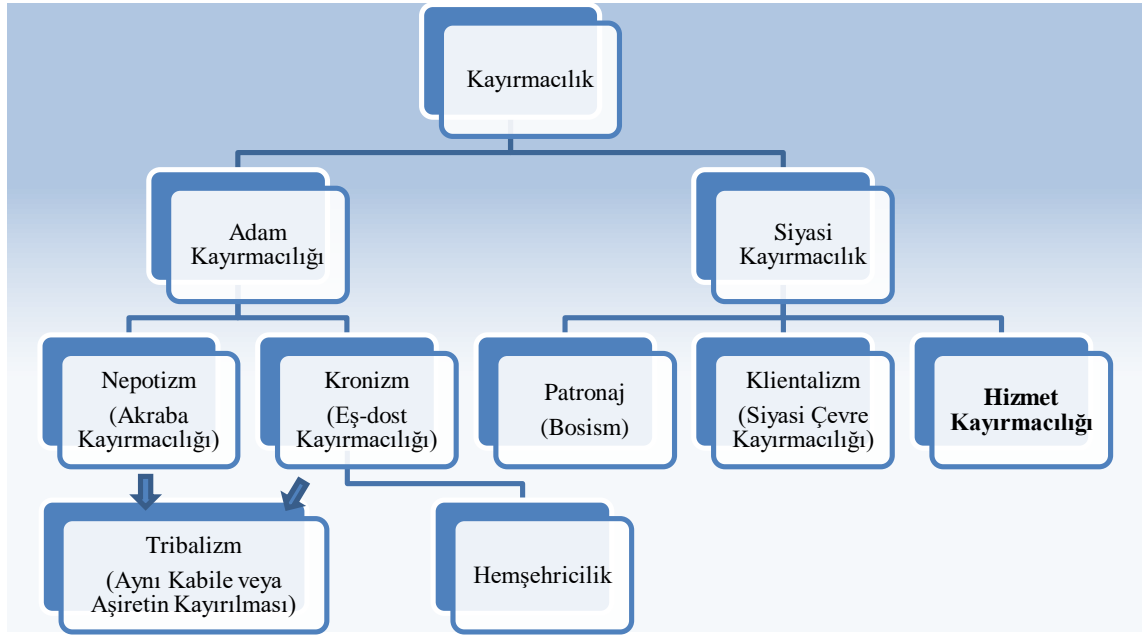 Kayırmacılık
Adam
Kayırmacılığı
Siyasi
Kayırmacılık
Nepotizm
(Akraba
Kayırmacılığı)
Kronizm
(Eş-dost
Kayırmacılığı)
Patronaj
(Bosism)
Klientalizm
(Siyasi Çevre
Kayırmacılığı)
Hizmet
Kayırmacılığı
Tribalizm
(Aynı Kabile veya
Aşiretin Kayırılması)
Hemşehricilik